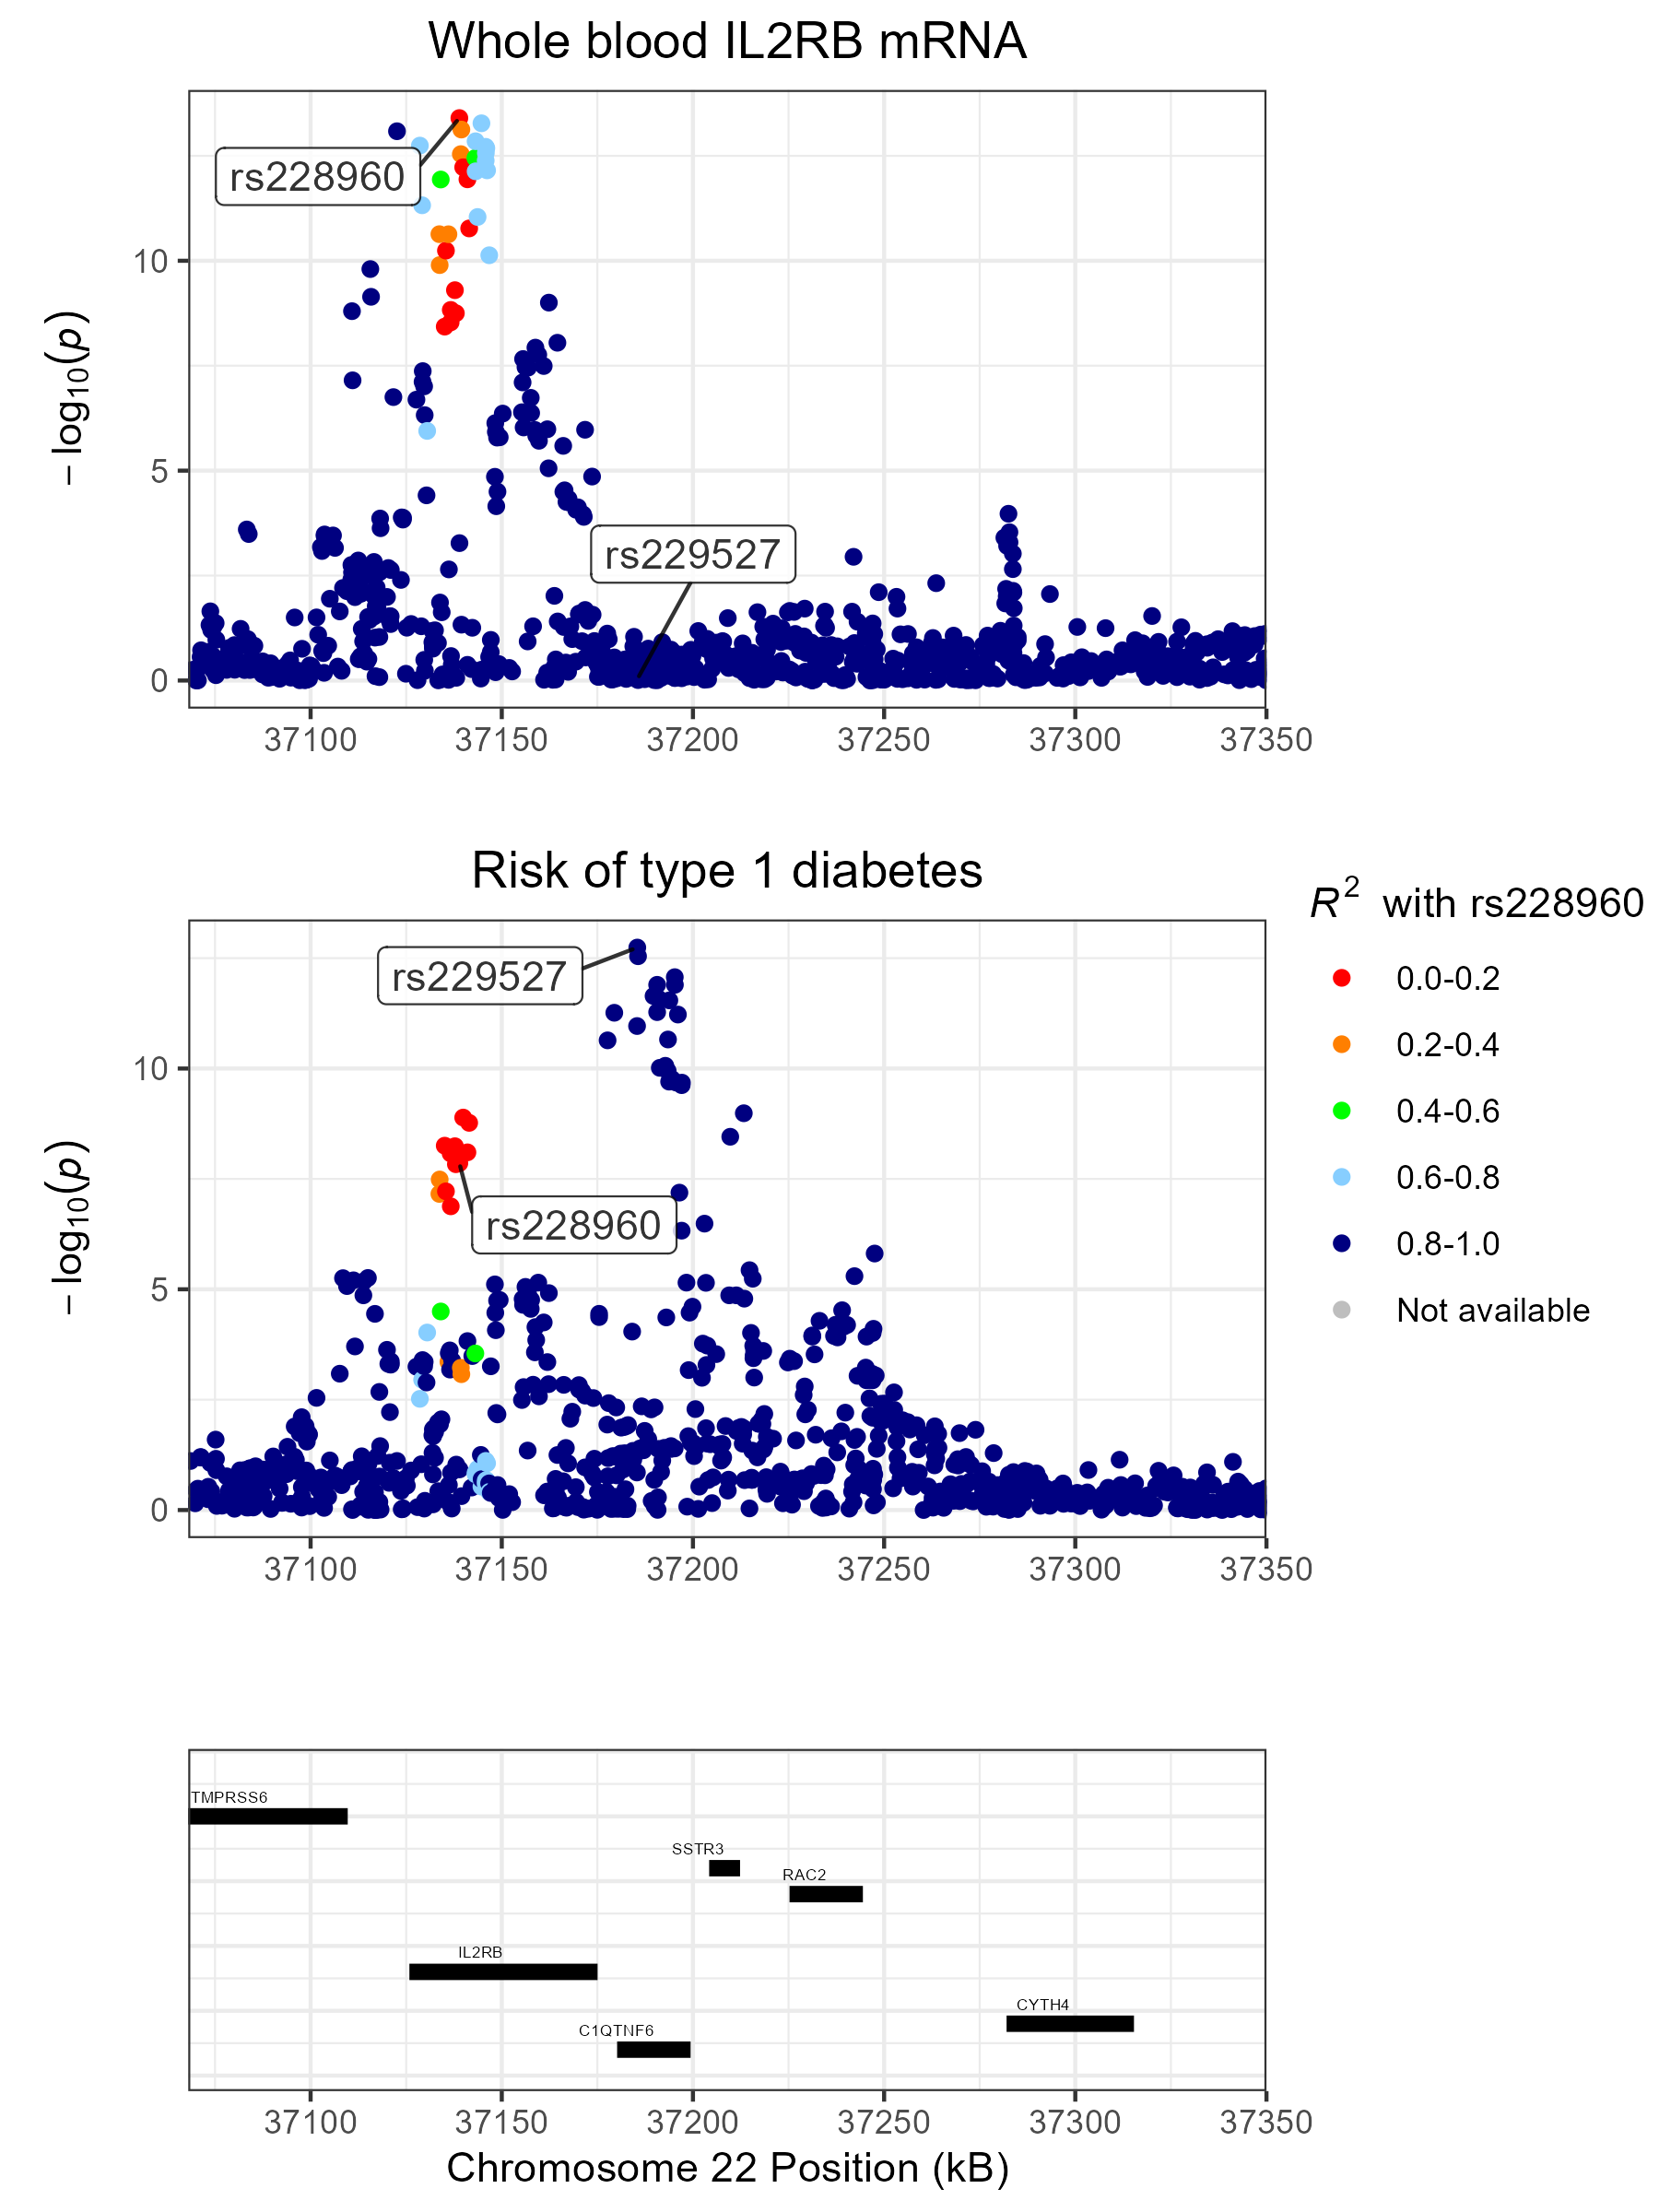 Whole blood IL2RB mRNA
rs228960
rs229527
10
5
0
− log10(p)
37100 37150 37200 37250 37300 37350
Risk of type 1 diabetes
rs229527
rs228960
10
5
0
− log10(p)
37100 37150 37200 37250 37300 37350
R2 with rs228960
0.0-0.2
0.2-0.4
0.4-0.6
0.6-0.8
0.8-1.0
Not available
TMPRSS6
SSTR3
RAC2
IL2RB
CYTH4
C1QTNF6
37100 37150 37200 37250 37300 37350
Chromosome 22 Position (kB)